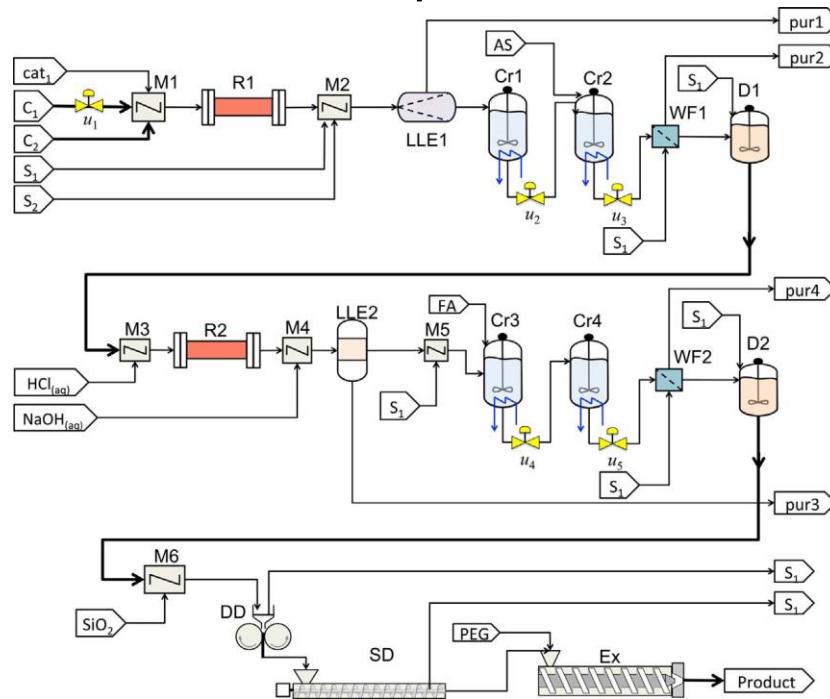 pur1
AS
cat1
M1
R1
M2
Cr1
Cr2
S1
D1
pur2
C1
u1
WF1
C2
LLE1
S1
S2
u2
u3
S1
FA
Cr3
Cr4
pur4
M3
R2
M4
LLE2
M5
S1
D2
WF2
HCl(aq)
S1
NaOH(aq)
u4
u5
S1
pur3
M6
S1
SiO2
DD
S1
SD
PEG
Ex
Product